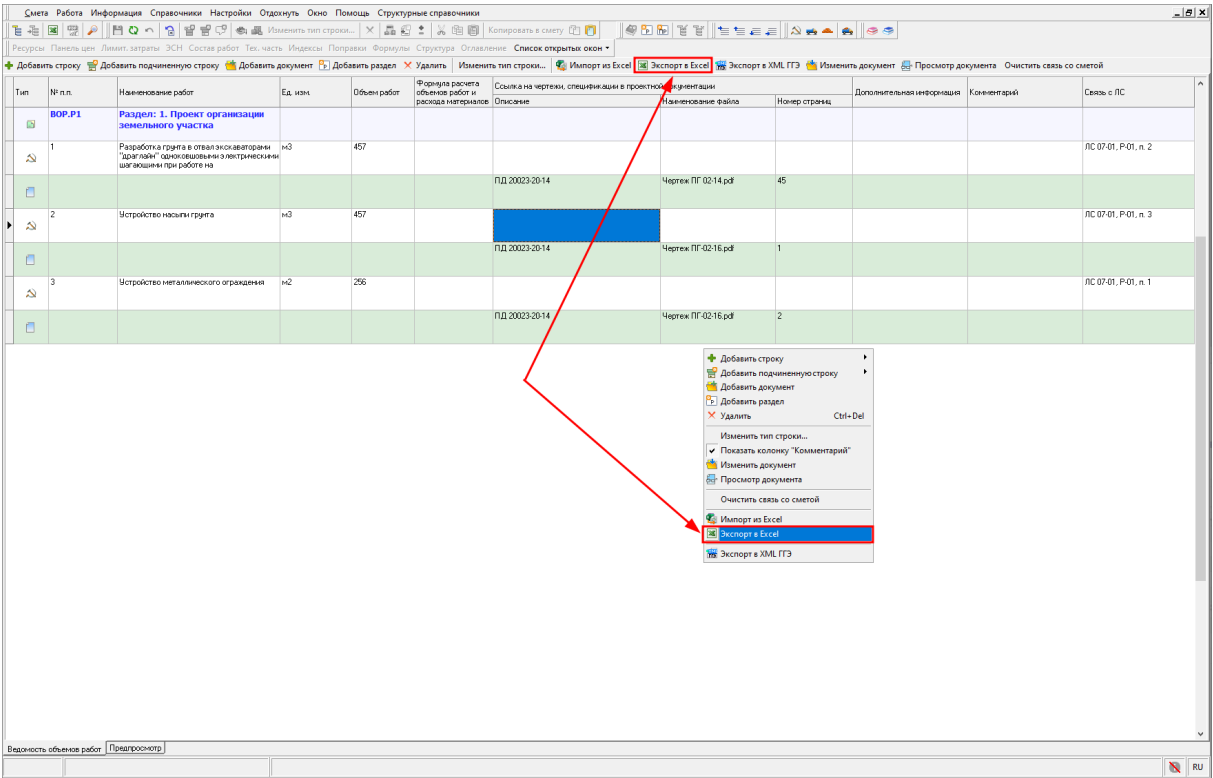 Смета Работа Информация Справочники Настройки Отдохнуть Окно Помощь Структурные справочники
Изменить тип строки... Копировать в смету
Ресурсы Панель цен Лимит.затраты ЭСН Состав работ Тех. часть Индексы Поправки Формулы Структура Оглавление Список открытых окон
Добавить строку Добавить подчиненную строку Добавить документ Добавить раздел Удалить Изменить тип строки... Импорт из Excel Экспорт в Excel Экспорт в XML ГГЭ Изменить документ Просмотр документа Очистить связь со сметой
Тип № п.п. Наименование работ Ед. изм. Объем работ Формула расчета объемов работ и расхода материалов Ссылка на чертежи, спецификации в проектной документации Дополнительная информация Комментарий Связь с ЛС
Описание Наименование файла Номер страниц
ВОР.Р1 Раздел: 1. Проект организации
земельного участка
1 Разработка грунта в отвал экскаваторами м3 457 ЛС 07-01, Р-01, п. 2
"драглайн" одноковшовыми электрическими
шагающими при работе на
ПД 20023-20-14 Чертеж ПГ 02-14.pdf 45
2 Устройство насыпи грунта м3 457 ЛС 07-01, Р-01, п. 3
ПД 20023-20-14 Чертеж ПГ-02-16.pdf 1
3 Устройство металлического ограждения м2 256 ЛС 07-01, Р-01, п. 1
ПД 20023-20-14 Чертеж ПГ-02-16.pdf 2
Добавить строку
Добавить подчиненную строку
Добавить документ
Добавить раздел
Удалить Ctrl+Del
Изменить тип строки...
Показать колонку "Комментарий"
Изменить документ
Просмотр документа
Очистить связь со сметой
Импорт из Excel
Экспорт в Excel
Экспорт в XML ГГЭ
Ведомость объемов работ Предпросмотр
RU